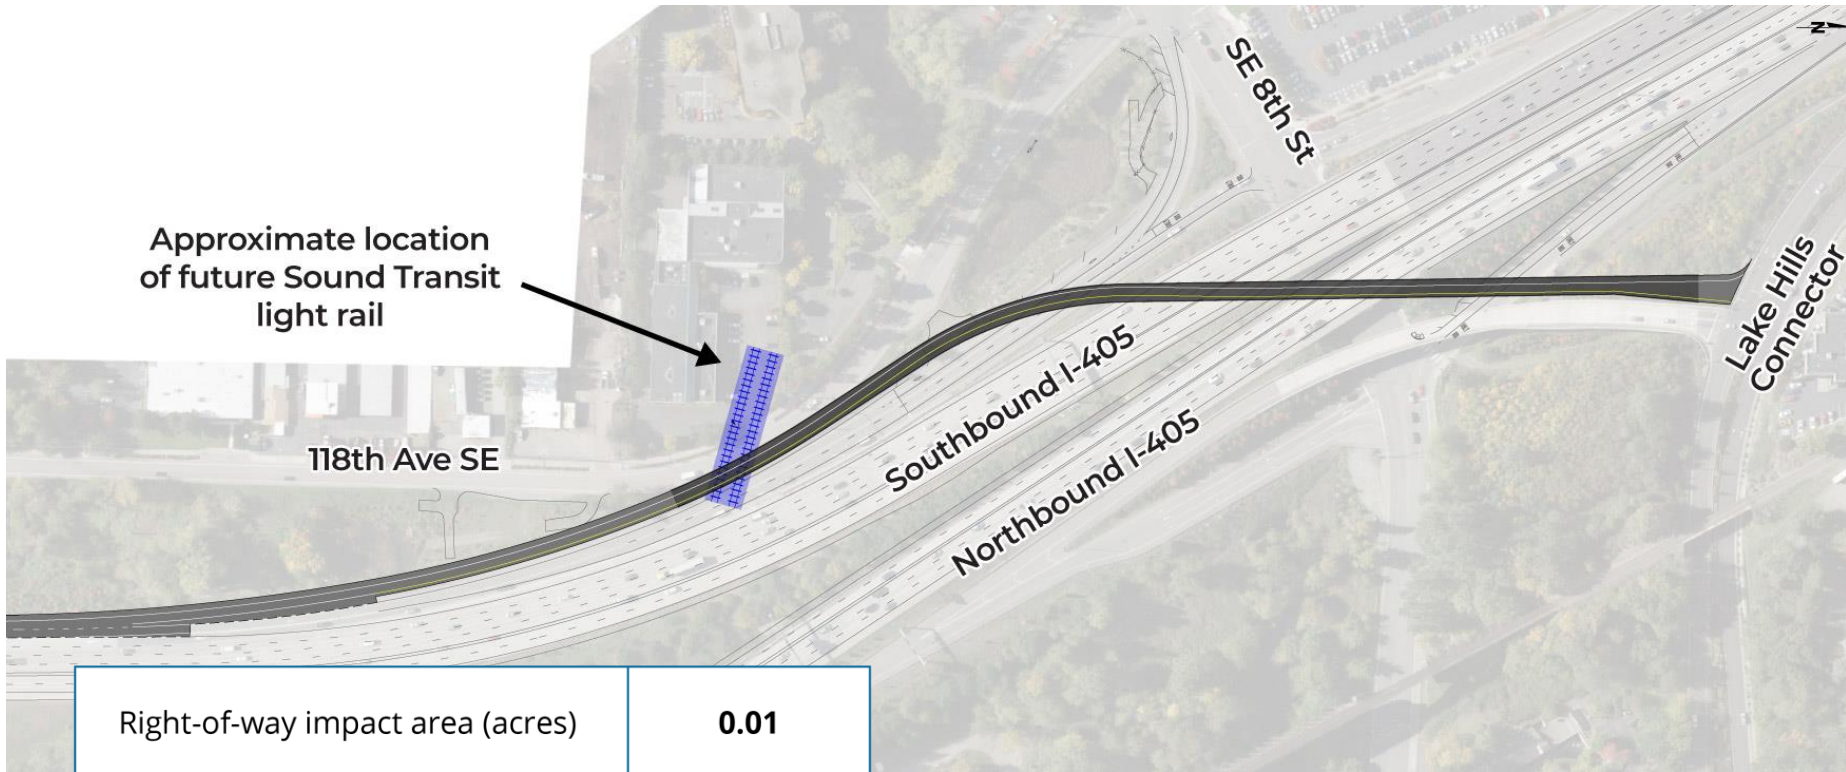 N
SE 8th St
Approximate location
of future Sound Transit
light rail
Lake Hills
Connector
Southbound I-405
118th Ave SE
Northbound I-405
Right-of-way impact area (acres) 0.01